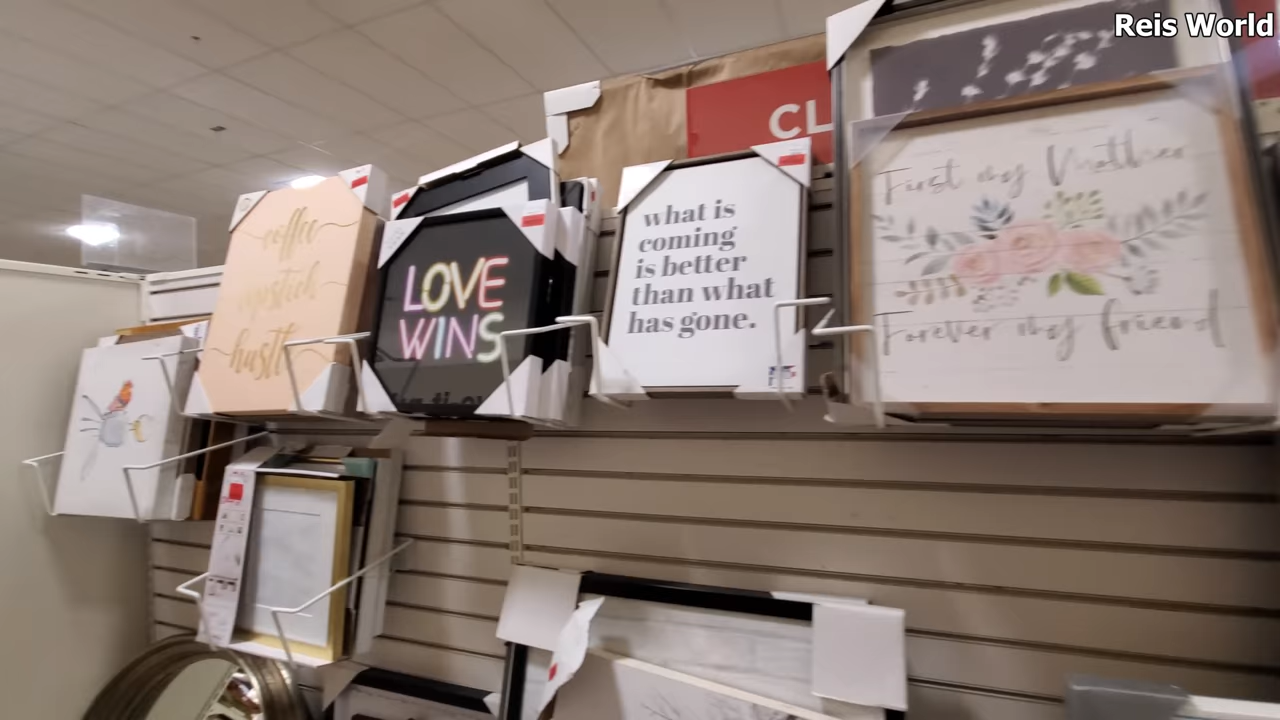 Reis World
CL
coffee
lipstick
hustle
LOVE
WINS
what is
coming
is better
than what
has gone.
First my Mother
Forever my friend